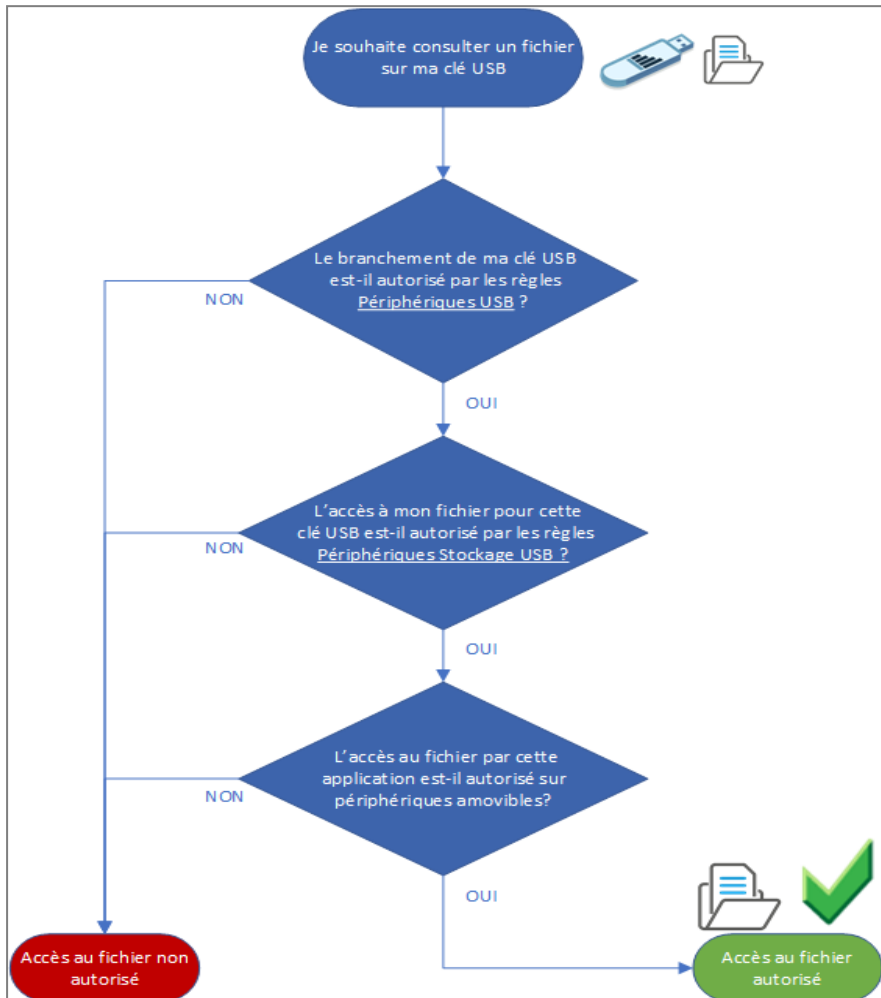 Je souhaite consulter un fichier
sur ma clé USB
Le branchement de ma clé USB
est-il autorisé par les règles
Périphériques USB ?
NON
OUI
L'accès à mon fichier pour cette
clé USB est-il autorisé par les règles
Périphériques Stockage USB ?
NON
OUI
L'accès au fichier par cette
application est-il autorisé sur
périphériques amovibles?
NON
OUI
Accès au fichier non
autorisé
Accès au fichier
autorisé